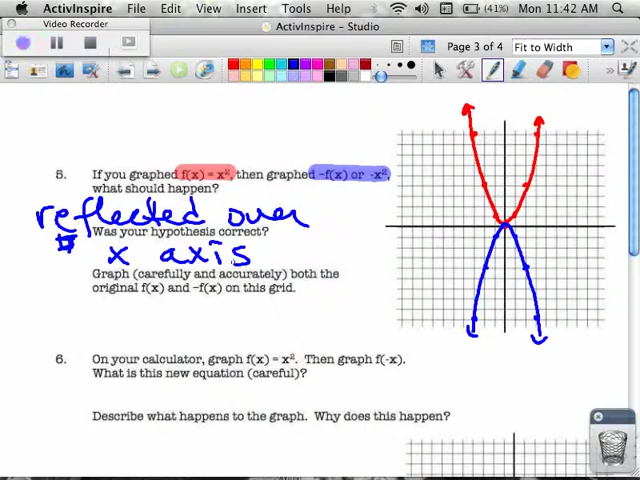 ActivInspire File Edit View Insert Tools Help (41%) Mon 11:42 AM
Video Recorder
ActivInspire - Studio
Page 3 of 4 Fit to Width
5. If you graphed f(x) = x², then graphed -f(x) or -x²,
what should happen?
reflected over
Was your hypothesis correct?
x axis
Graph (carefully and accurately) both the
original f(x) and -f(x) on this grid.
6. On your calculator, graph f(x) = x². Then graph f(-x).
What is this new equation (careful)?
Describe what happens to the graph. Why does this happen?